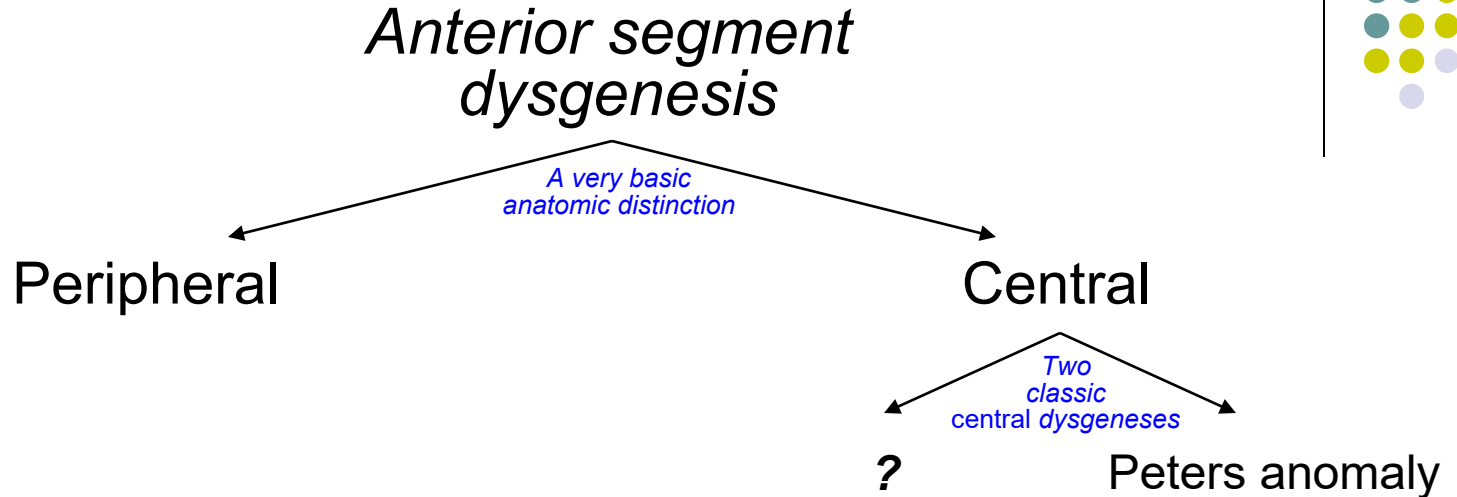 Anterior segment
dysgenesis
A very basic
anatomic distinction
Peripheral
Central
Two
classic
central dysgeneses
?
Peters anomaly